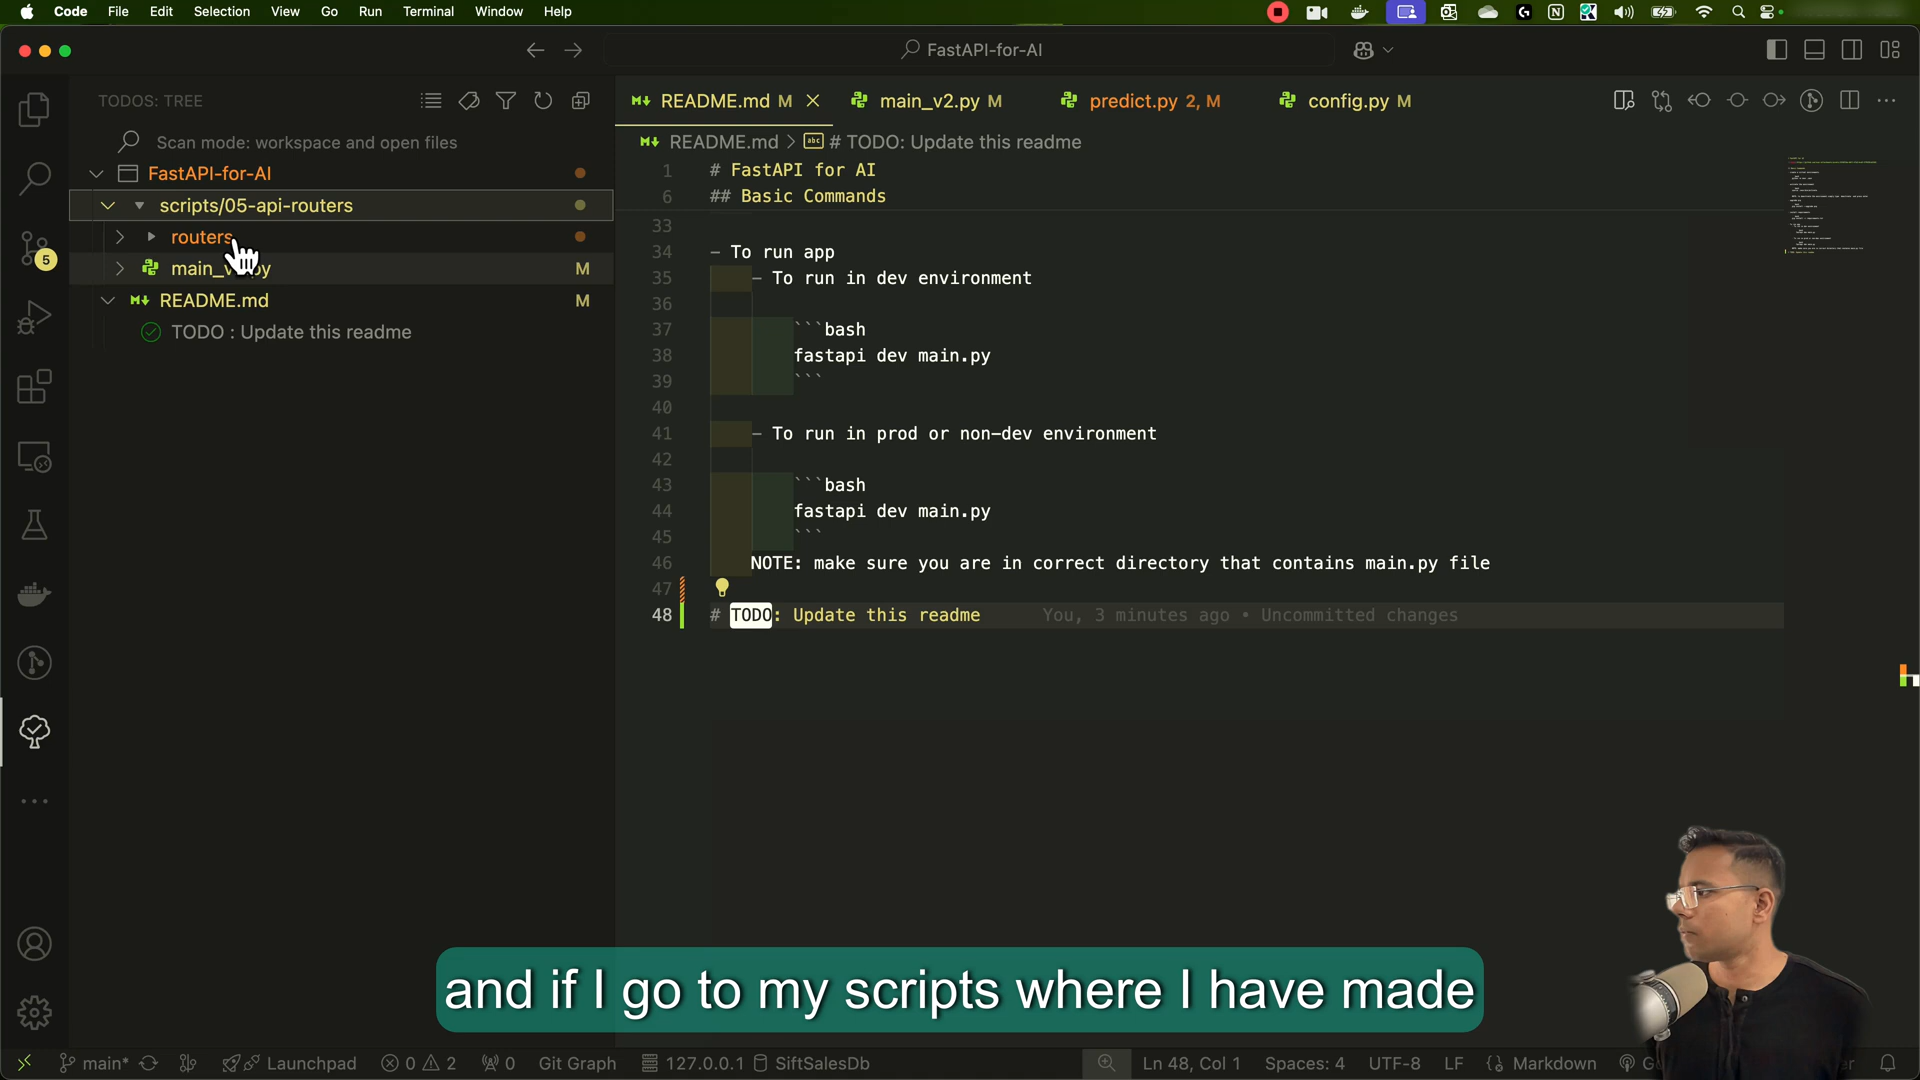 Code File Edit Selection View Go Run Terminal Window Help
FastAPI-for-AI
TODOS: TREE
Scan mode: workspace and open files
FastAPI-for-AI
scripts/05-api-routers
routers
README.md M
TODO : Update this readme
5
README.md M main_v2.py M predict.py 2, M config.py M
README.md > # TODO: Update this readme
1 # FastAPI for AI
6 ## Basic Commands
33
34 - To run app
35 - To run in dev environment
36
37 ```bash
38 fastapi dev main.py
39 ```
40
41 - To run in prod or non-dev environment
42
43 ```bash
44 fastapi dev main.py
45 ```
46 NOTE: make sure you are in correct directory that contains main.py file
47
48 # TODO: Update this readme You, 3 minutes ago • Uncommitted changes
and if I go to my scripts where I have made
main* Launchpad 0 2 0 Git Graph 127.0.0.1 SiftSalesDb Ln 48, Col 1 Spaces: 4 UTF-8 LF Markdown